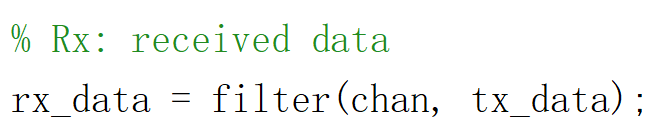 % Rx: received data
rx_data = filter(chan, tx_data);